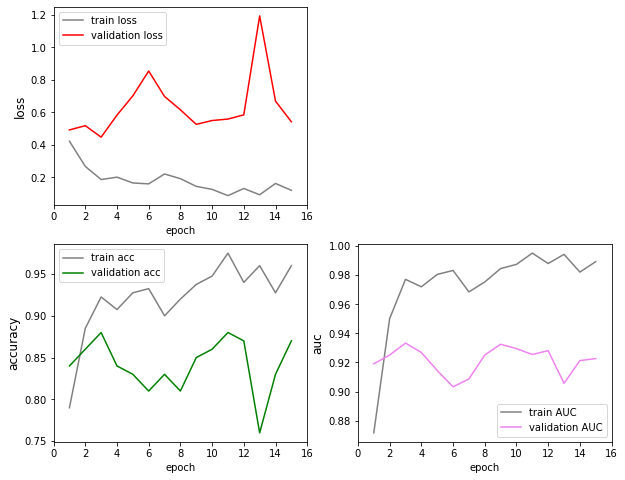 train loss
validation loss
1.2
1.0
0.8
0.6
0.4
0.2
loss
0 2 4 6 8 10 12 14 16
epoch
train acc
validation acc
0.95
0.90
0.85
0.80
0.75
accuracy
0 2 4 6 8 10 12 14 16
epoch
1.00
0.98
0.96
0.94
0.92
0.90
0.88
auc
train AUC
validation AUC
0 2 4 6 8 10 12 14 16
epoch